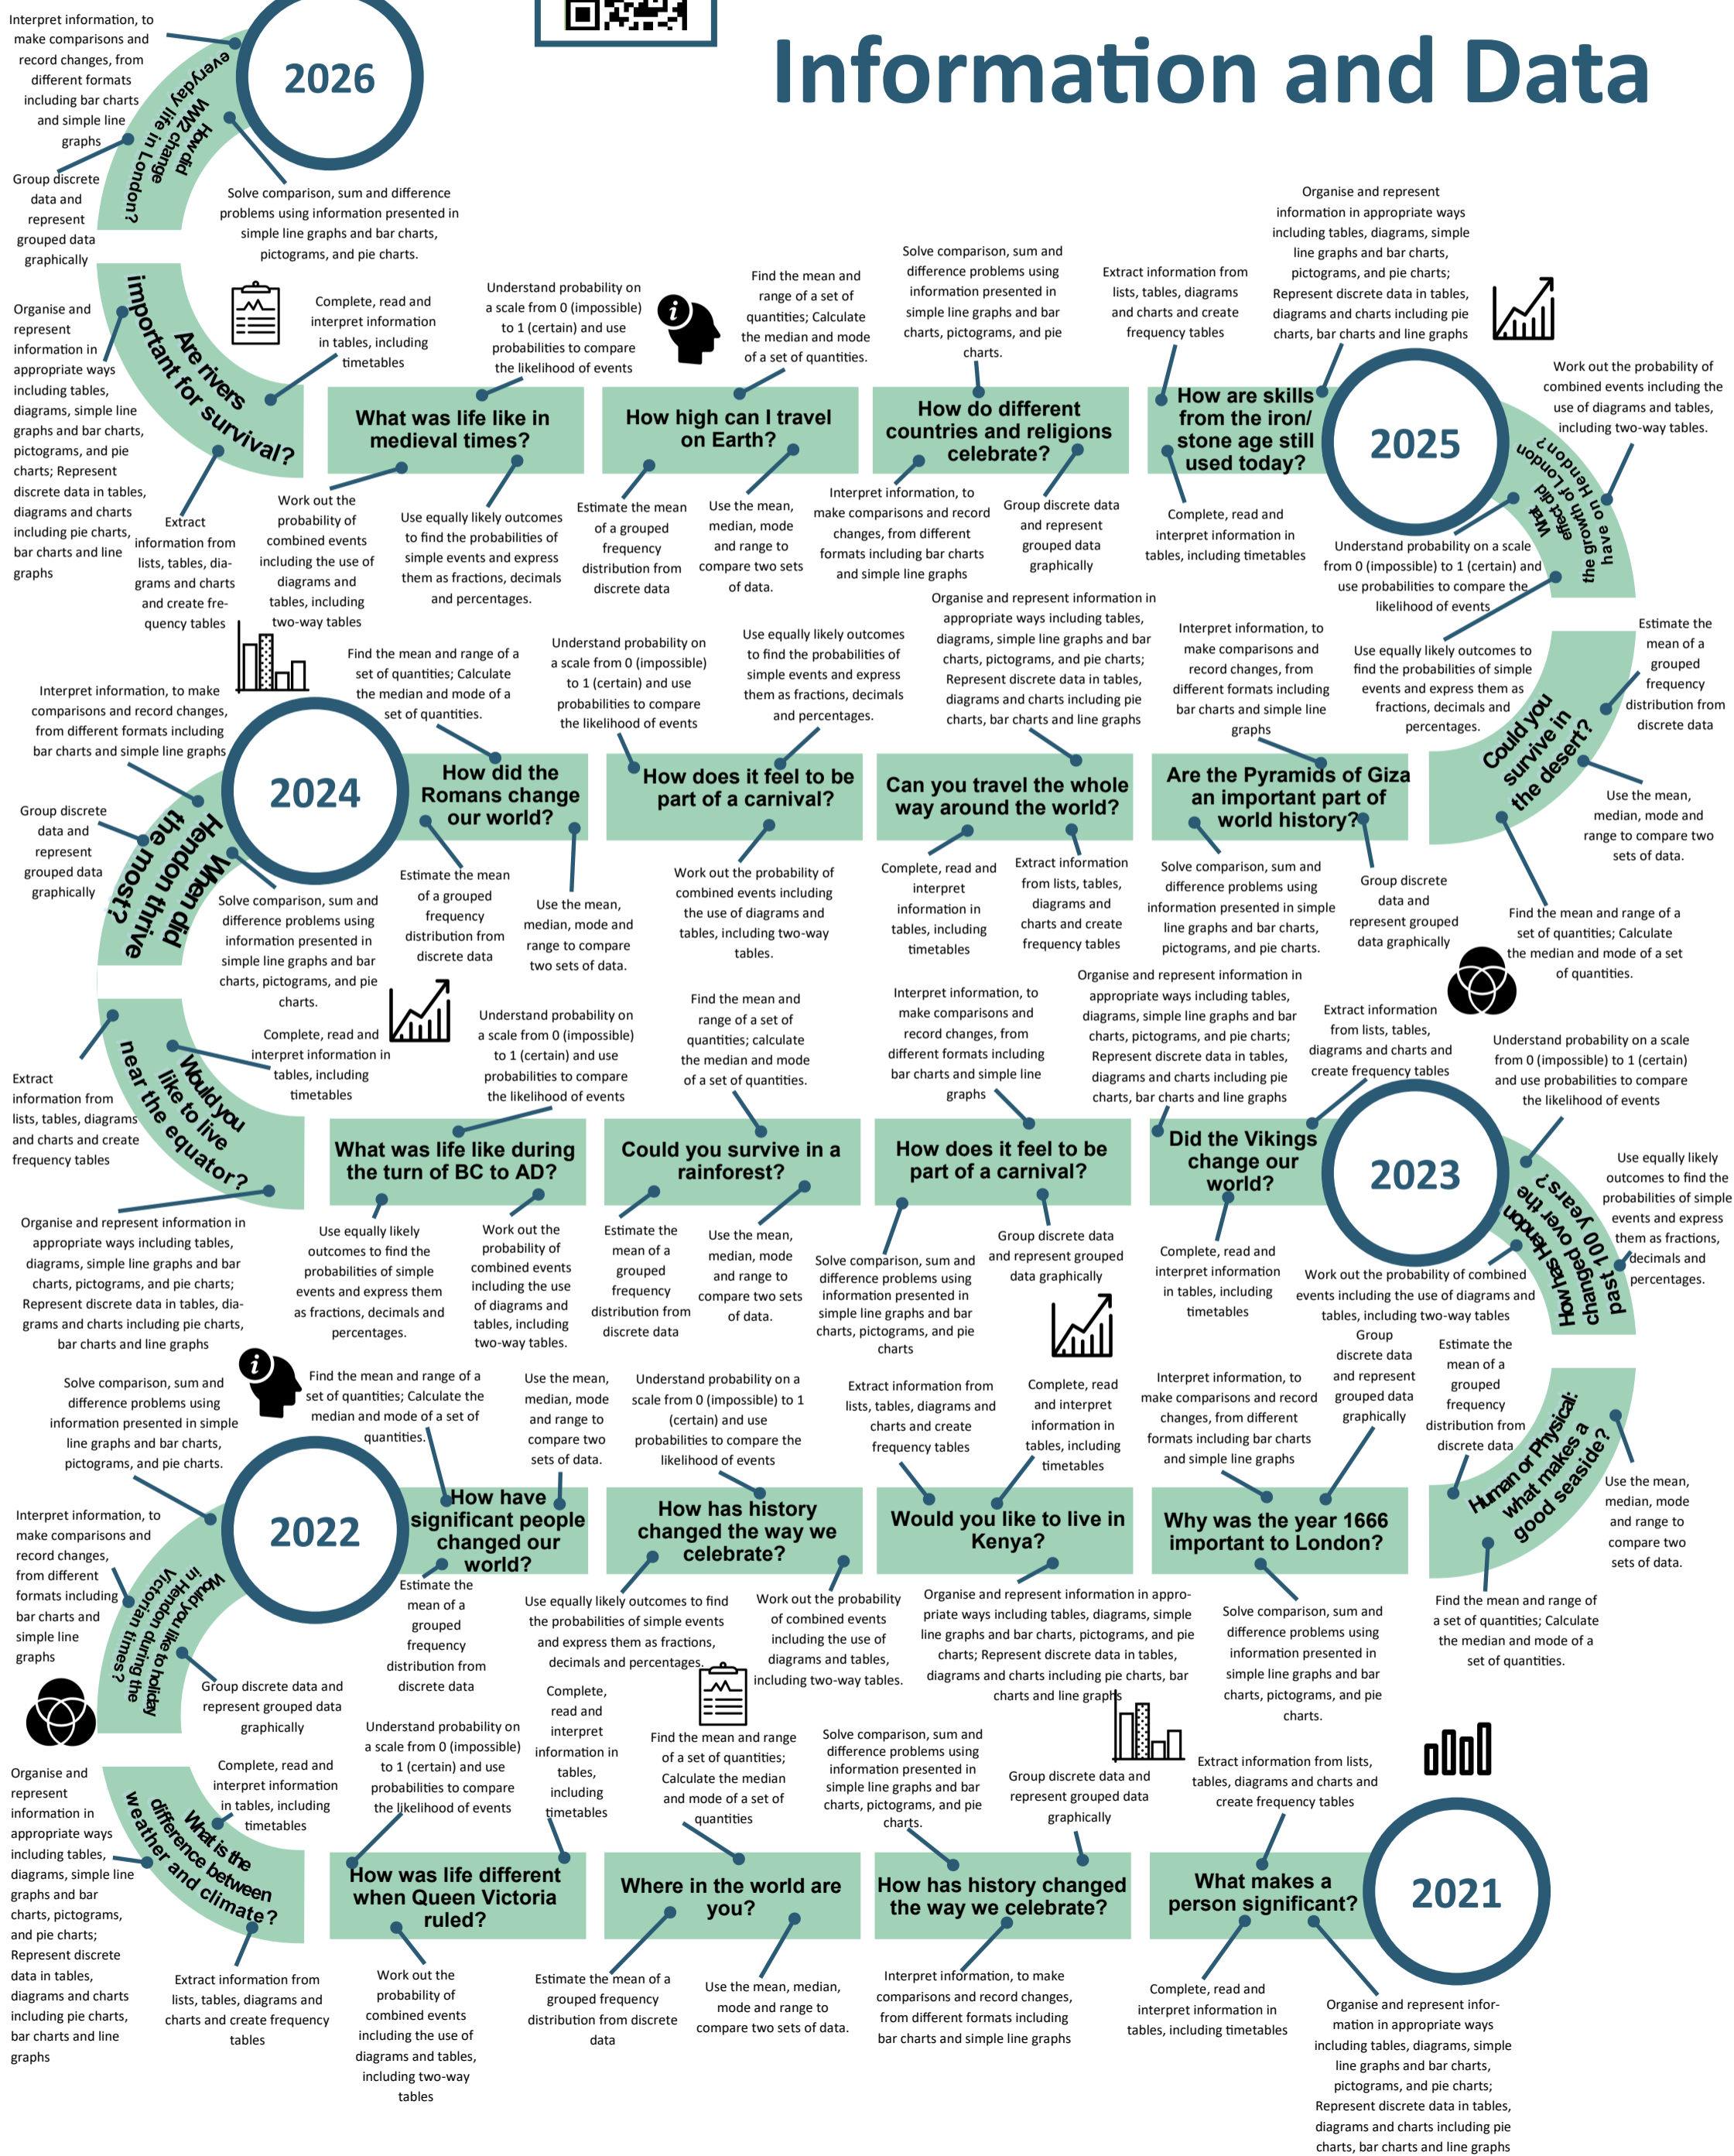 Information and Data
2026
Interpret information, to
make comparisons and
record changes, from
different formats
including bar charts
and simple line
graphs
How did
WW2 change
everyday life in London?
Group discrete
data and
represent
grouped data
graphically
Solve comparison, sum and difference
problems using information presented in
simple line graphs and bar charts,
pictograms, and pie charts.
Are rivers
important for survival?
Organise and
represent
information in
appropriate ways
including tables,
diagrams, simple line
graphs and bar charts,
pictograms, and pie
charts; Represent
discrete data in tables,
diagrams and charts
including pie charts,
bar charts and line
graphs
Complete, read and
interpret information
in tables, including
timetables
Extract
information from
lists, tables, dia-
grams and charts
and create fre-
quency tables
Understand probability on
a scale from 0 (impossible)
to 1 (certain) and use
probabilities to compare
the likelihood of events
What was life like in
medieval times?
Work out the
probability of
combined events
including the use of
diagrams and
tables, including
two-way tables
Use equally likely outcomes
to find the probabilities of
simple events and express
them as fractions, decimals
and percentages.
i
Find the mean and
range of a set of
quantities; Calculate
the median and mode
of a set of quantities.
How high can I travel
on Earth?
Estimate the mean
of a grouped
frequency
distribution from
discrete data
Use the mean,
median, mode
and range to
compare two sets
of data.
Solve comparison, sum and
difference problems using
information presented in
simple line graphs and bar
charts, pictograms, and pie
charts.
How do different
countries and religions
celebrate?
Interpret information, to
make comparisons and record
changes, from different
formats including bar charts
and simple line graphs
Group discrete data
and represent
grouped data
graphically
Extract information from
lists, tables, diagrams
and charts and create
frequency tables
Organise and represent
information in appropriate ways
including tables, diagrams, simple
line graphs and bar charts,
pictograms, and pie charts;
Represent discrete data in tables,
diagrams and charts including pie
charts, bar charts and line graphs
How are skills
from the iron/
stone age still
used today?
Complete, read and
interpret information in
tables, including timetables
2025
Work out the probability of
combined events including the
use of diagrams and tables,
including two-way tables.
What did
effect of London
the growth of London
have on Hendon?
Understand probability on a scale
from 0 (impossible) to 1 (certain) and
use probabilities to compare the
likelihood of events
Use equally likely outcomes to
find the probabilities of simple
events and express them as
fractions, decimals and
percentages.
Could you
survive in
the desert?
Estimate the
mean of a
grouped
frequency
distribution from
discrete data
Use the mean,
median, mode and
range to compare two
sets of data.
Find the mean and range of a
set of quantities; Calculate
the median and mode of a set
of quantities.
Interpret information, to
make comparisons and
record changes, from
different formats including
bar charts and simple line
graphs
Are the Pyramids of Giza
an important part of
world history?
Solve comparison, sum and
difference problems using
information presented in simple
line graphs and bar charts,
pictograms, and pie charts.
Group discrete
data and
represent grouped
data graphically
Organise and represent information in
appropriate ways including tables,
diagrams, simple line graphs and bar
charts, pictograms, and pie charts;
Represent discrete data in tables,
diagrams and charts including pie
charts, bar charts and line graphs
Can you travel the whole
way around the world?
Complete, read and
interpret
information in
tables, including
timetables
Extract information
from lists, tables,
diagrams and
charts and create
frequency tables
Understand probability on
a scale from 0 (impossible)
to 1 (certain) and use
probabilities to compare
the likelihood of events
Use equally likely outcomes
to find the probabilities of
simple events and express
them as fractions, decimals
and percentages.
How does it feel to be
part of a carnival?
Work out the probability of
combined events including
the use of diagrams and
tables, including two-way
tables.
Find the mean and range of a
set of quantities; Calculate
the median and mode of a
set of quantities.
How did the
Romans change
our world?
Estimate the mean
of a grouped
frequency
distribution from
discrete data
Use the mean,
median, mode and
range to compare
two sets of data.
2024
Interpret information, to make
comparisons and record changes,
from different formats including
bar charts and simple line graphs
When did
Hendon thrive
the most?
Group discrete
data and
represent
grouped data
graphically
Solve comparison, sum and
difference problems using
information presented in
simple line graphs and bar
charts, pictograms, and pie
charts.
Would you
like to live
near the equator?
Extract
information from
lists, tables, diagrams
and charts and create
frequency tables
Complete, read and
interpret information in
tables, including
timetables
Organise and represent information in
appropriate ways including tables,
diagrams, simple line graphs and bar
charts, pictograms, and pie charts;
Represent discrete data in tables, dia-
grams and charts including pie charts,
bar charts and line graphs
Understand probability on
a scale from 0 (impossible)
to 1 (certain) and use
probabilities to compare
the likelihood of events
What was life like during
the turn of BC to AD?
Use equally likely
outcomes to find the
probabilities of simple
events and express them
as fractions, decimals and
percentages.
Work out the
probability of
combined events
including the use
of diagrams and
tables, including
two-way tables.
Find the mean and
range of a set of
quantities; calculate
the median and mode
of a set of quantities.
Could you survive in a
rainforest?
Estimate the
mean of a
grouped
frequency
distribution from
discrete data
Use the mean,
median, mode
and range to
compare two sets
of data.
Interpret information, to
make comparisons and
record changes, from
different formats including
bar charts and simple line
graphs
How does it feel to be
part of a carnival?
Solve comparison, sum and
difference problems using
information presented in
simple line graphs and bar
charts, pictograms, and pie
charts
Group discrete data
and represent grouped
data graphically
Organise and represent information in
appropriate ways including tables,
diagrams, simple line graphs and bar
charts, pictograms, and pie charts;
Represent discrete data in tables,
diagrams and charts including pie
charts, bar charts and line graphs
Extract information
from lists, tables,
diagrams and charts and
create frequency tables
Did the Vikings
change our
world?
Complete, read and
interpret information
in tables, including
timetables
2023
Understand probability on a scale
from 0 (impossible) to 1 (certain)
and use probabilities to compare
the likelihood of events
How has Hendon
changed over the
past 100 years?
Use equally likely
outcomes to find the
probabilities of simple
events and express
them as fractions,
decimals and
percentages.
Work out the probability of combined
events including the use of diagrams and
tables, including two-way tables
Human or Physical:
what makes a
good seaside?
Estimate the
mean of a
grouped
frequency
distribution from
discrete data
Use the mean,
median, mode
and range to
compare two
sets of data.
Find the mean and range of
a set of quantities; Calculate
the median and mode of a
set of quantities.
Group
discrete data
and represent
grouped data
graphically
Interpret information, to
make comparisons and record
changes, from different
formats including bar charts
and simple line graphs
Why was the year 1666
important to London?
Solve comparison, sum and
difference problems using
information presented in
simple line graphs and bar
charts, pictograms, and pie
charts.
Extract information from
lists, tables, diagrams and
charts and create
frequency tables
Complete, read
and interpret
information in
tables, including
timetables
Would you like to live in
Kenya?
Organise and represent information in appro-
priate ways including tables, diagrams, simple
line graphs and bar charts, pictograms, and pie
charts; Represent discrete data in tables,
diagrams and charts including pie charts, bar
charts and line graphs
Understand probability on a
scale from 0 (impossible) to 1
(certain) and use
probabilities to compare the
likelihood of events
How has history
changed the way we
celebrate?
Use equally likely outcomes to find
the probabilities of simple events
and express them as fractions,
decimals and percentages.
Work out the probability
of combined events
including the use of
diagrams and tables,
including two-way tables.
i
Find the mean and range of a
set of quantities; Calculate the
median and mode of a set of
quantities.
Use the mean,
median, mode
and range to
compare two
sets of data.
How have
significant people
changed our
world?
Estimate the
mean of a
grouped
frequency
distribution from
discrete data
2022
Solve comparison, sum and
difference problems using
information presented in simple
line graphs and bar charts,
pictograms, and pie charts.
Would you like to holiday
in Hendon during the
Victorian times?
Interpret information, to
make comparisons and
record changes,
from different
formats including
bar charts and
simple line
graphs
Group discrete data and
represent grouped data
graphically
What is the
difference between
weather and climate?
Complete, read and
interpret information
in tables, including
timetables
Organise and
represent
information in
appropriate ways
including tables,
diagrams, simple line
graphs and bar
charts, pictograms,
and pie charts;
Represent discrete
data in tables,
diagrams and charts
including pie charts,
bar charts and line
graphs
Extract information from
lists, tables, diagrams and
charts and create frequency
tables
Understand probability on
a scale from 0 (impossible)
to 1 (certain) and use
probabilities to compare
the likelihood of events
Complete,
read and
interpret
information in
tables,
including
timetables
How was life different
when Queen Victoria
ruled?
Work out the
probability of
combined events
including the use of
diagrams and tables,
including two-way
tables
Find the mean and range
of a set of quantities;
Calculate the median
and mode of a set of
quantities
Where in the world are
you?
Estimate the mean of a
grouped frequency
distribution from discrete
data
Use the mean, median,
mode and range to
compare two sets of data.
Solve comparison, sum and
difference problems using
information presented in
simple line graphs and bar
charts, pictograms, and pie
charts.
Group discrete data and
represent grouped data
graphically
How has history changed
the way we celebrate?
Interpret information, to make
comparisons and record changes,
from different formats including
bar charts and simple line graphs
Extract information from lists,
tables, diagrams and charts and
create frequency tables
What makes a
person significant?
Complete, read and
interpret information in
tables, including timetables
Organise and represent infor-
mation in appropriate ways
including tables, diagrams, simple
line graphs and bar charts,
pictograms, and pie charts;
Represent discrete data in tables,
diagrams and charts including pie
charts, bar charts and line graphs
2021